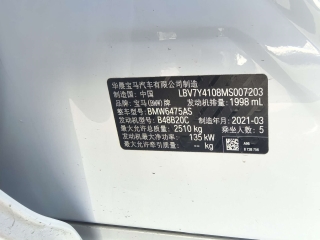 华晨宝马汽车有限公司制造
制造国：中国 LBV7Y4108MS007203
品牌：宝马(BMW)牌 发动机排量：1998 mL
整车型号：BMW6475AS
发动机型号：B48B20C 制造年月：2021-03
最大允许总质量：2510 kg 乘坐人数：5
发动机最大净功率：135 kW
最大允许牵引质量：-- kg